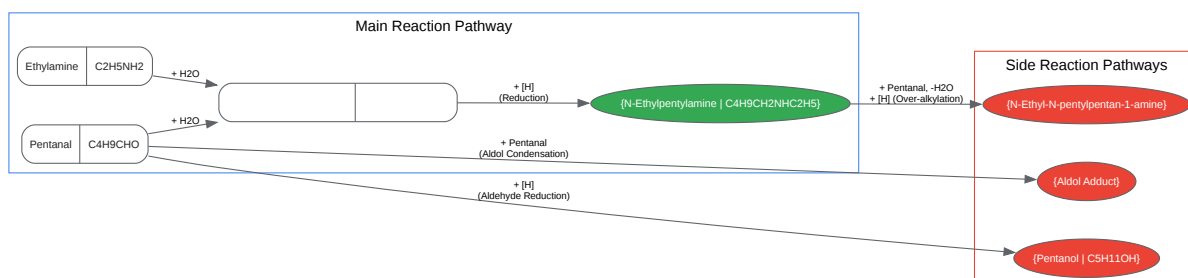 Main Reaction Pathway
Ethylamine C2H5NH2
+ H2O
+ [H]
(Reduction)
{N-Ethylpentylamine | C4H9CH2NHC2H5}
+ Pentanal, -H2O
+ [H] (Over-alkylation)
Side Reaction Pathways
{N-Ethyl-N-pentylpentan-1-amine}
+ H2O
Pentanal C4H9CHO
+ Pentanal
(Aldol Condensation)
{Aldol Adduct}
+ [H]
(Aldehyde Reduction)
{Pentanol | C5H11OH}